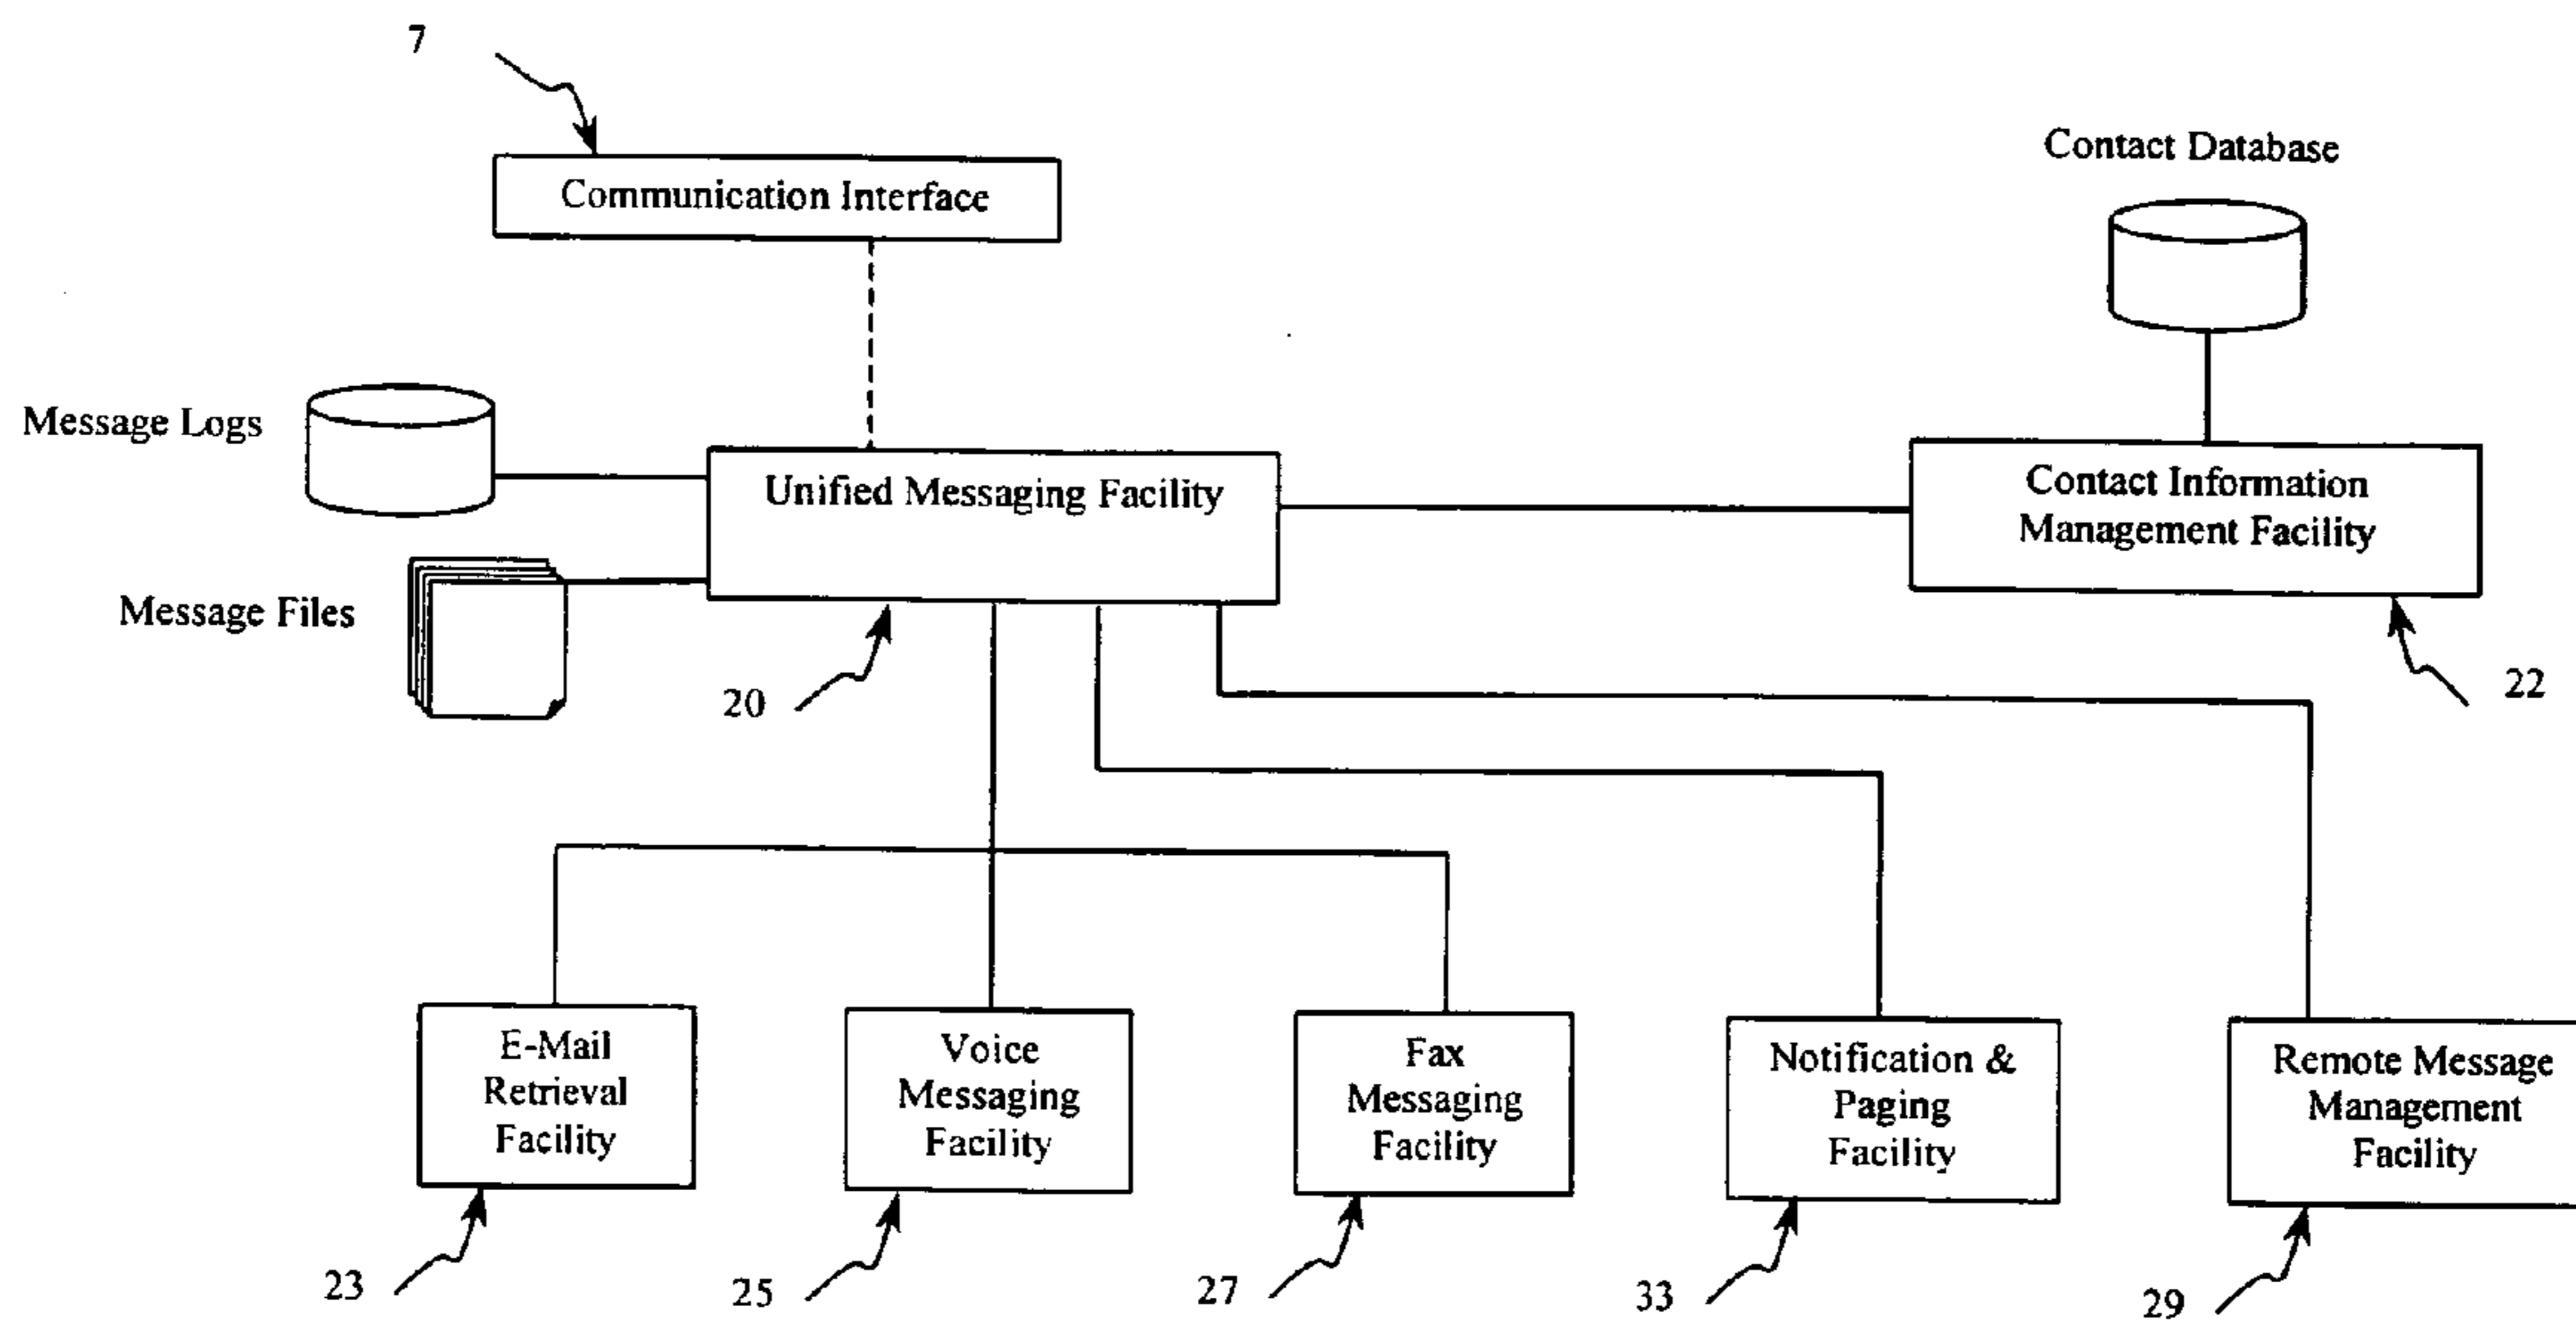 7
Communication Interface
Contact Database
Message Logs
Unified Messaging Facility
Contact Information
Management Facility
Message Files
20
22
E-Mail
Retrieval
Facility
Voice
Messaging
Facility
Fax
Messaging
Facility
Notification &
Paging
Facility
Remote Message
Management
Facility
23
25
27
33
29